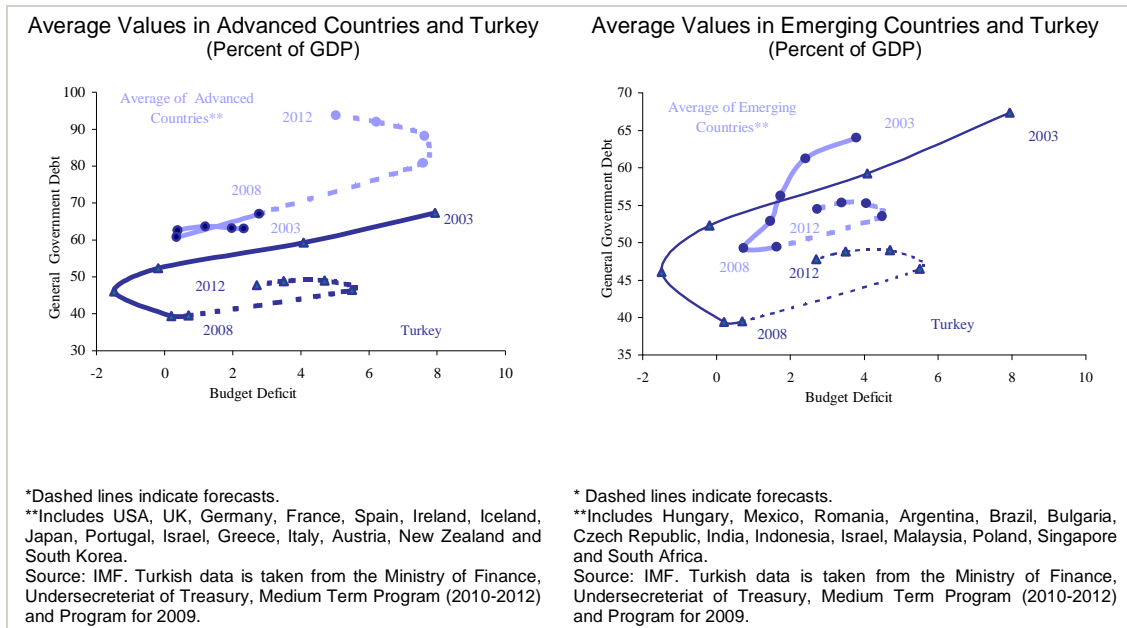 Average Values in Advanced Countries and Turkey
(Percent of GDP)
100
90
80
70
60
50
40
30
General Government Debt
Average of Advanced
Countries**
2012
2008
2003
2003
2012
2008
Turkey
-2
0
2
4
6
8
10
Budget Deficit
*Dashed lines indicate forecasts.
**Includes USA, UK, Germany, France, Spain, Ireland, Iceland,
Japan, Portugal, Israel, Greece, Italy, Austria, New Zealand and
South Korea.
Source: IMF. Turkish data is taken from the Ministry of Finance,
Undersecreteriat of Treasury, Medium Term Program (2010-2012)
and Program for 2009.
Average Values in Emerging Countries and Turkey
(Percent of GDP)
70
65
60
55
50
45
40
35
General Government Debt
Average of Emerging
Countries**
2003
2003
2012
2008
2012
2008
Turkey
-2
0
2
4
6
8
10
Budget Deficit
* Dashed lines indicate forecasts.
**Includes Hungary, Mexico, Romania, Argentina, Brazil, Bulgaria,
Czech Republic, India, Indonesia, Israel, Malaysia, Poland, Singapore
and South Africa.
Source: IMF. Turkish data is taken from the Ministry of Finance,
Undersecreteriat of Treasury, Medium Term Program (2010-2012)
and Program for 2009.